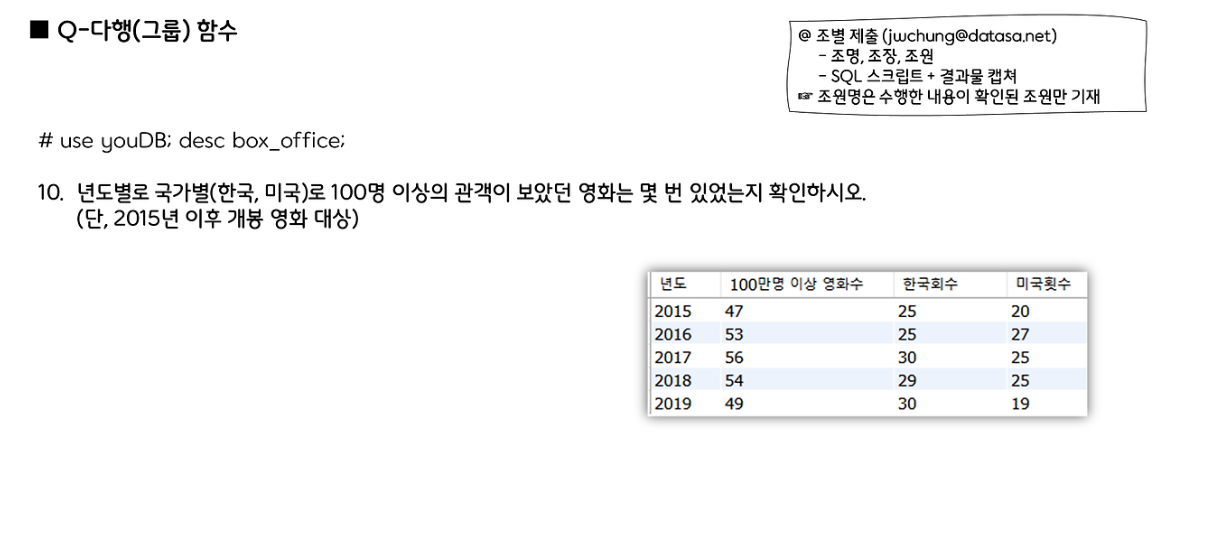 ■ Q-다행(그룹) 함수
@ 조별 제출 (jwchung@datasa.net)
- 조명, 조장, 조원
- SQL 스크립트 + 결과물 캡쳐
☞ 조원명은 수행한 내용이 확인된 조원만 기재
# use youDB; desc box_office;
10. 년도별로 국가별(한국, 미국)로 100명 이상의 관객이 보았던 영화는 몇 번 있었는지 확인하시오.
(단, 2015년 이후 개봉 영화 대상)
년도 100만명 이상 영화수 한국회수 미국횟수
2015 47 25 20
2016 53 25 27
2017 56 30 25
2018 54 29 25
2019 49 30 19